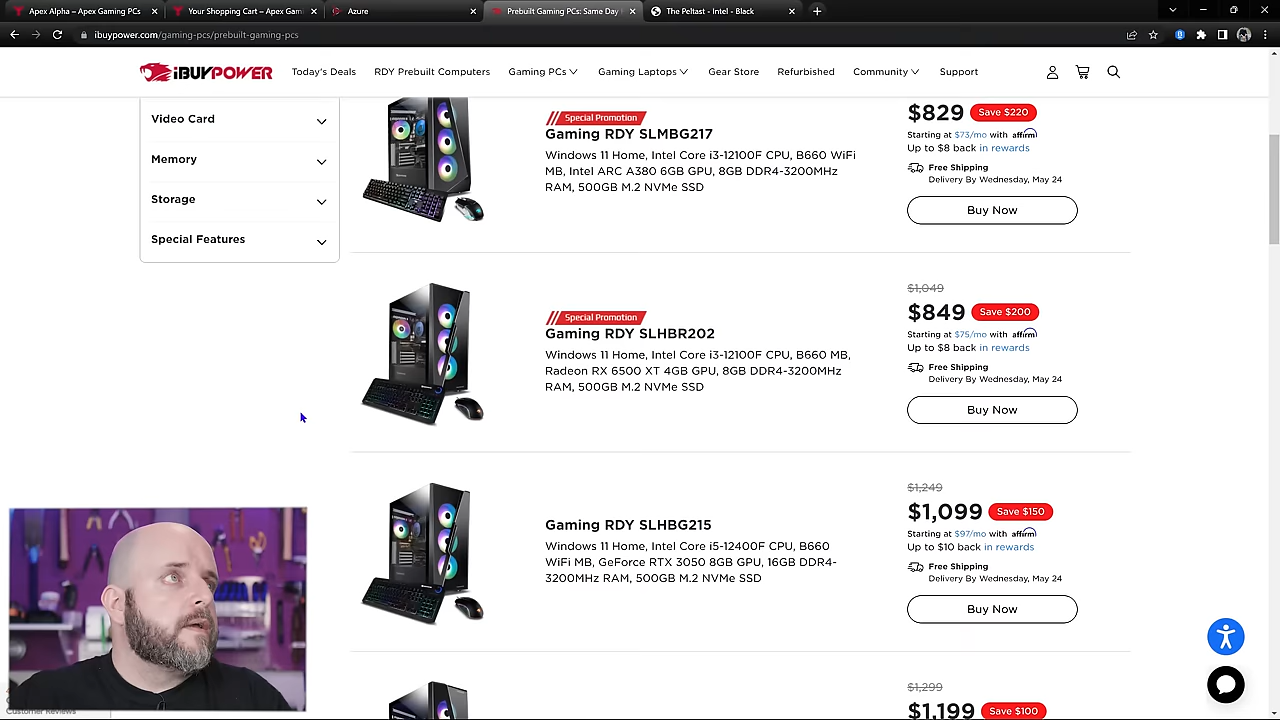 Apex Alpha – Apex Gaming PCs
Your Shopping Cart – Apex Gam
Azure
Prebuilt Gaming PCs: Same Day
The Peltast - Intel - Black
ibuypower.com/gaming-pcs/prebuilt-gaming-pcs
iBUYPOWER
Today's Deals
RDY Prebuilt Computers
Gaming PCs
Gaming Laptops
Gear Store
Refurbished
Community
Support
Video Card
Memory
Storage
Special Features
Special Promotion
Gaming RDY SLMBG217
Windows 11 Home, Intel Core i3-12100F CPU, B660 WiFi
MB, Intel ARC A380 6GB GPU, 8GB DDR4-3200MHz
RAM, 500GB M.2 NVMe SSD
$829 Save $220
Starting at $73/mo with affirm
Up to $8 back in rewards
Free Shipping
Delivery By Wednesday, May 24
Buy Now
Special Promotion
Gaming RDY SLHBR202
Windows 11 Home, Intel Core i3-12100F CPU, B660
Radeon RX 6500 XT 4GB GPU, 8GB DDR4-3200MHz
RAM, 500GB M.2 NVMe SSD
$1,049
$849 Save $200
Starting at $75/mo with affirm
Up to $8 back in rewards
Free Shipping
Delivery By Wednesday, May 24
Buy Now
Gaming RDY SLHBG215
Windows 11 Home, Intel Core i5-12400F CPU, B660
WiFi MB, GeForce RTX 3050 8GB GPU, 16GB DDR4-
3200MHz RAM, 500GB M.2 NVMe SSD
$1,249
$1,099 Save $150
Starting at $97/mo with affirm
Up to $10 back in rewards
Free Shipping
Delivery By Wednesday, May 24
Buy Now
$1,299
$1,199 Save $100
Customer Reviews